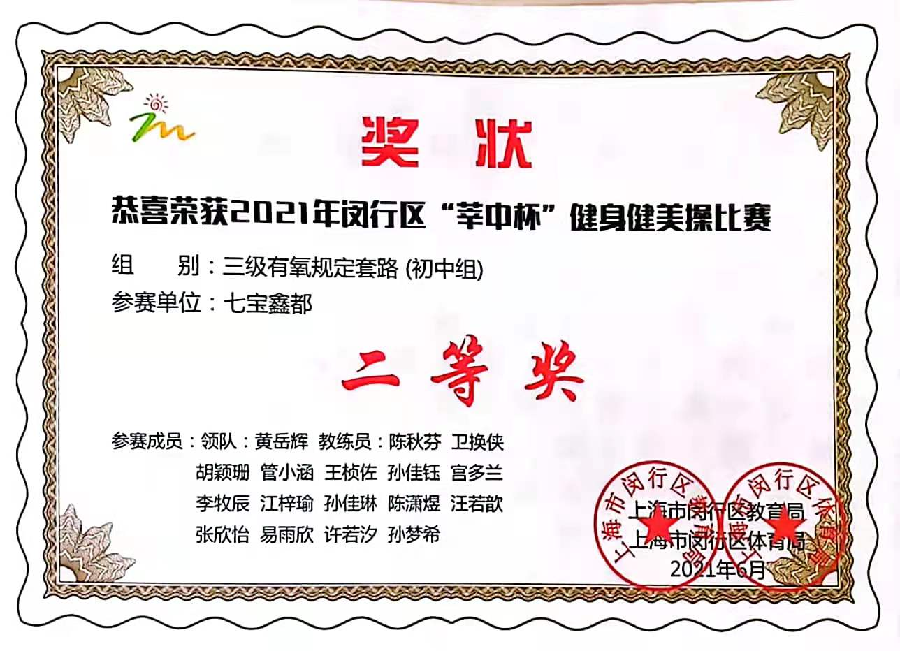 奖 状
恭喜荣获2021年闵行区“莘中杯”健身健美操比赛
组 别：三级有氧规定套路 (初中组)
参赛单位：七宝鑫都
二等奖
参赛成员：领队：黄岳辉 教练员：陈秋芬 卫换侠
胡颖珊 管小涵 王桢佐 孙佳钰 宫多兰
李牧辰 江梓瑜 孙佳琳 陈潇煜 汪若歆
张欣怡 易雨欣 许若汐 孙梦希
上海市闵行区教育局
上海市闵行区体育局
2021年6月
上海市闵行区教育局
上海市闵行区体育局